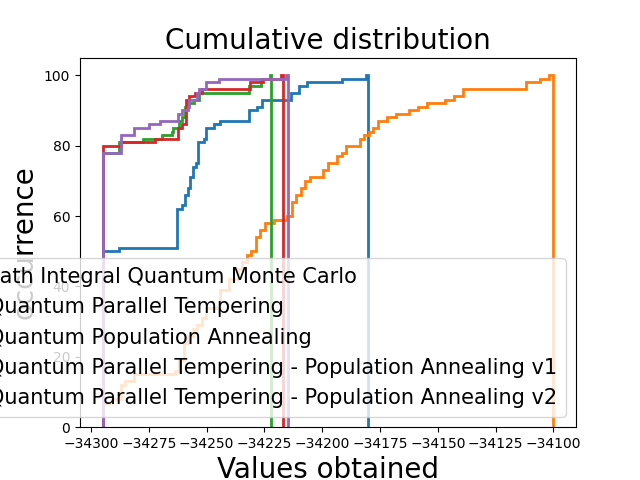 Cumulative distribution
100
80
60
40
20
0
occurrence
ath Integral Quantum Monte Carlo
Quantum Parallel Tempering
Quantum Population Annealing
Quantum Parallel Tempering - Population Annealing v1
Quantum Parallel Tempering - Population Annealing v2
−34300 −34275 −34250 −34225 −34200 −34175 −34150 −34125 −34100
Values obtained